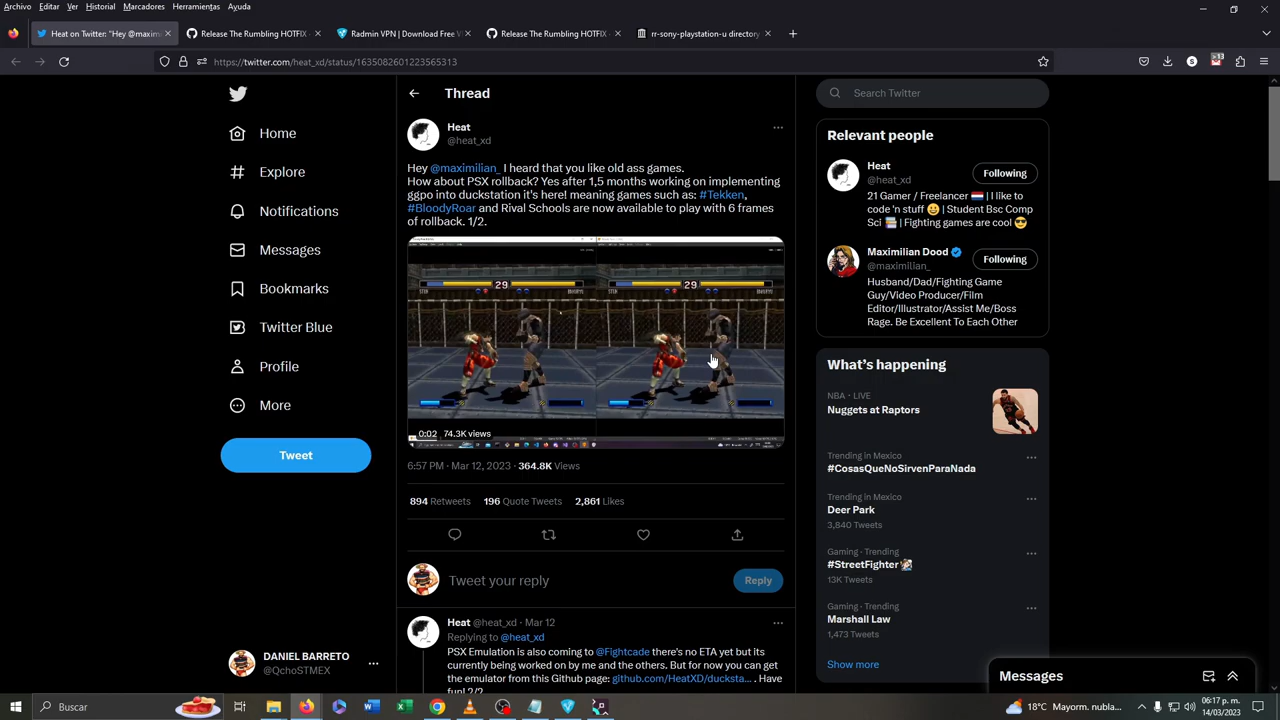 Archivo Editar Ver Historial Marcadores Herramientas Ayuda
Heat on Twitter: "Hey @maxim
Release The Rumbling HOTFIX
Radmin VPN | Download Free V
Release The Rumbling HOTFIX
rr-sony-playstation-u directory
https://twitter.com/heat_xd/status/1635082601223565313
Home
Explore
Notifications
Messages
Bookmarks
Twitter Blue
Profile
More
Tweet
DANIEL BARRETO
@QchoSTMEX
Thread
Heat
@heat_xd
Hey @maximilian_ I heard that you like old ass games.
How about PSX rollback? Yes after 1,5 months working on implementing
ggpo into duckstation it's here! meaning games such as: #Tekken,
#BloodyRoar and Rival Schools are now available to play with 6 frames
of rollback. 1/2.
29
29
0:02 74.3K views
6:57 PM · Mar 12, 2023 · 364.8K Views
894 Retweets 196 Quote Tweets 2,861 Likes
Tweet your reply
Reply
Heat @heat_xd · Mar 12
Replying to @heat_xd
PSX Emulation is also coming to @Fightcade there's no ETA yet but its
currently being worked on by me and the others. But for now you can get
the emulator from this Github page: github.com/HeatXD/ducksta... . Have
fun! 2/2
Search Twitter
Relevant people
Heat
@heat_xd
Following
21 Gamer / Freelancer 🇳🇱 | I like to
code 'n stuff 😃 | Student Bsc Comp
Sci 📚 | Fighting games are cool 😎
Maximilian Dood
@maximilian_
Following
Husband/Dad/Fighting Game
Guy/Video Producer/Film
Editor/Illustrator/Assist Me/Boss
Rage. Be Excellent To Each Other
What's happening
NBA · LIVE
Nuggets at Raptors
Trending in Mexico
#CosasQueNoSirvenParaNada
Trending in Mexico
Deer Park
3,840 Tweets
Gaming · Trending
#StreetFighter
13K Tweets
Gaming · Trending
Marshall Law
1,473 Tweets
Show more
Messages
Buscar
18°C Mayorm. nubla...
06:17 p. m.
14/03/2023